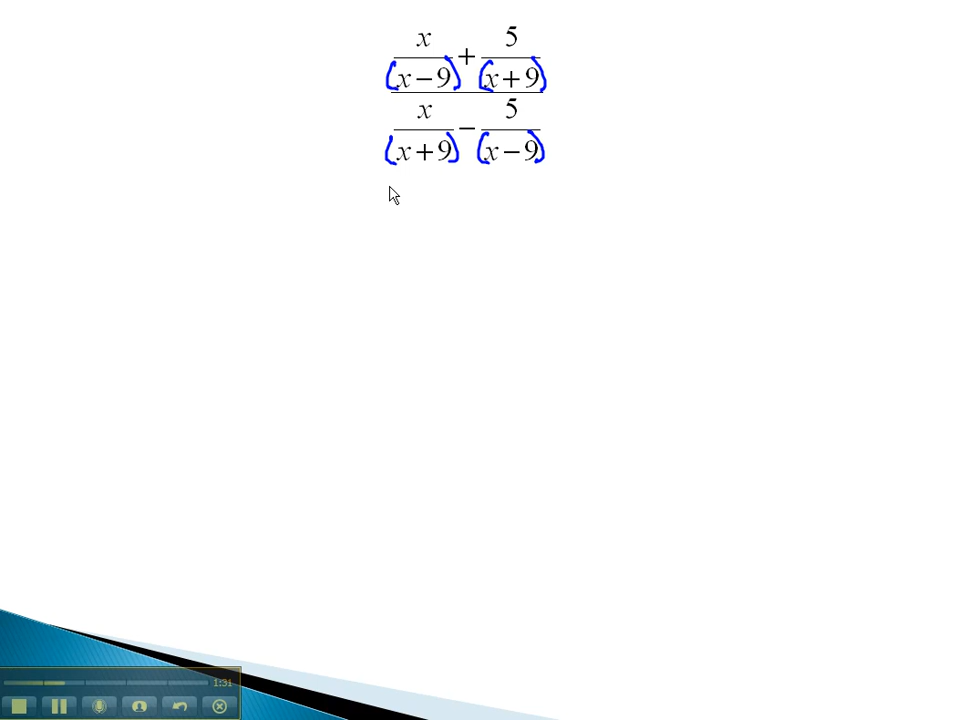 x/(x − 9) + 5/(x + 9)
x/(x + 9) − 5/(x − 9)
1:31